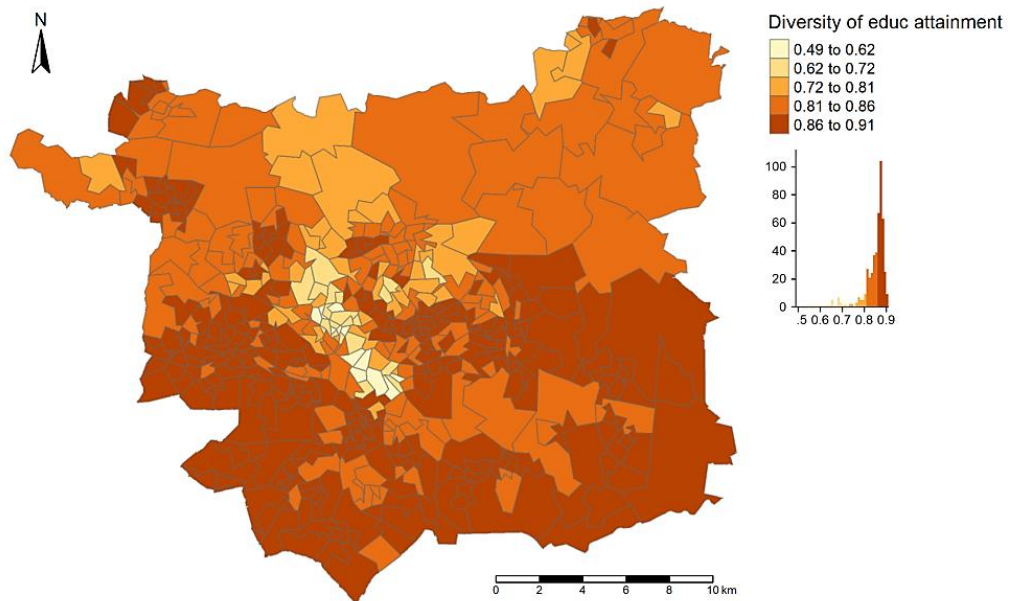 N
Diversity of educ attainment
0.49 to 0.62
0.62 to 0.72
0.72 to 0.81
0.81 to 0.86
0.86 to 0.91
100
80
60
40
20
0
.5 0.6 0.7 0.8 0.9
0 2 4 6 8 10 km